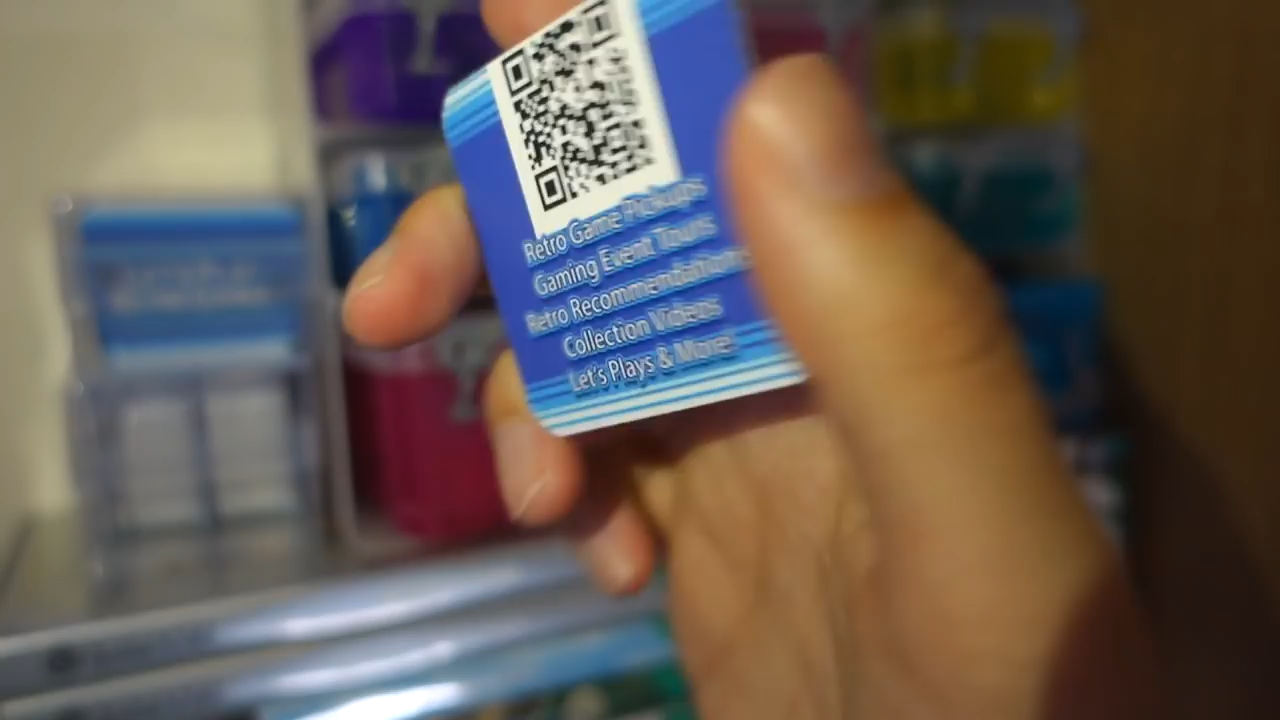 Retro Game Pickups
Gaming Event Tours
Retro Recommendations
Collection Videos
Let's Plays & More!